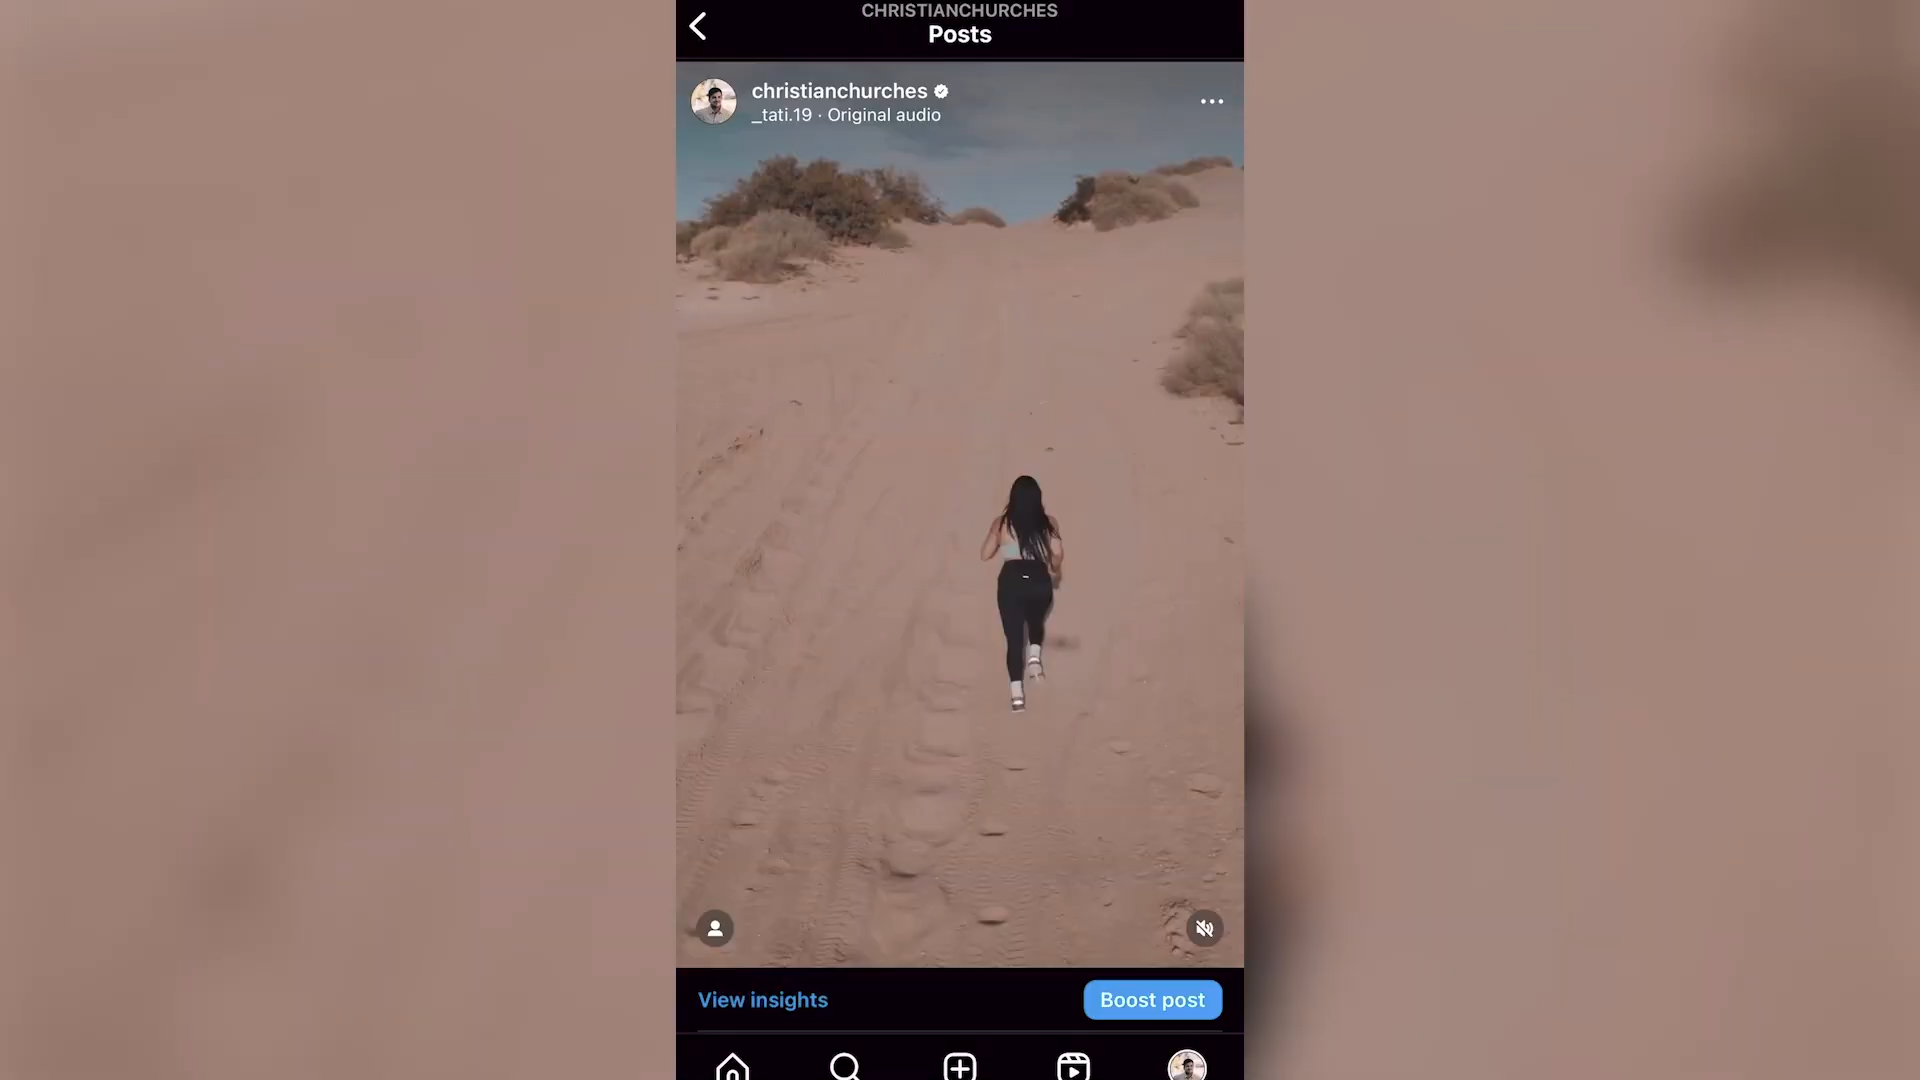 CHRISTIANCHURCHES
Posts
christianchurches
_tati.19 · Original audio
View insights
Boost post